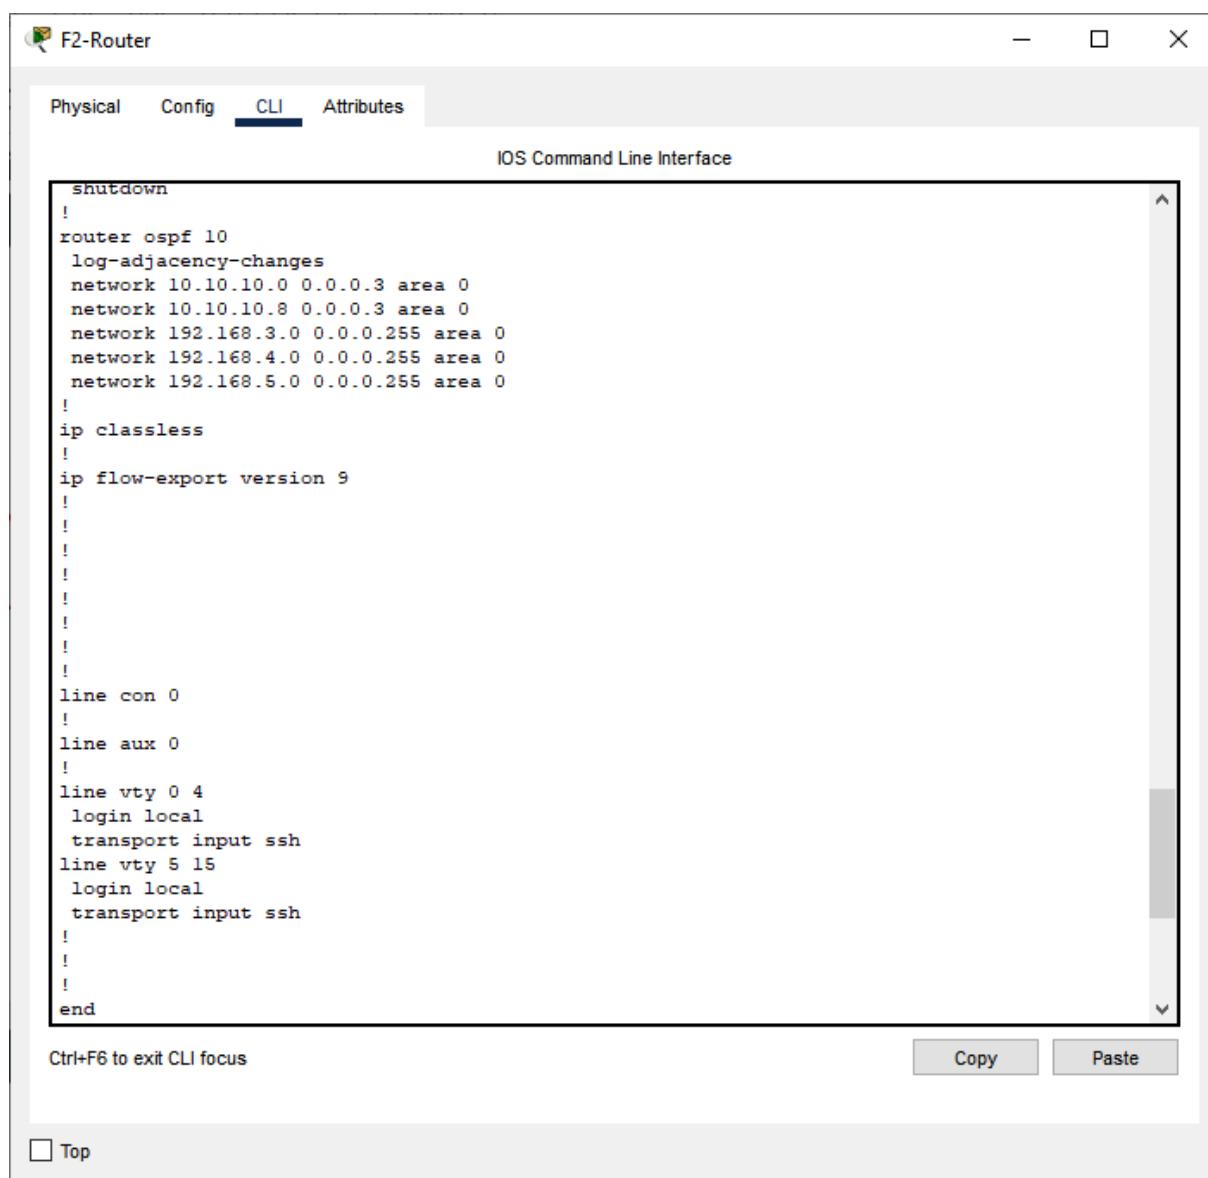 F2-Router
Physical Config CLI Attributes
IOS Command Line Interface
shutdown
!
router ospf 10
log-adjacency-changes
network 10.10.10.0 0.0.0.3 area 0
network 10.10.10.8 0.0.0.3 area 0
network 192.168.3.0 0.0.0.255 area 0
network 192.168.4.0 0.0.0.255 area 0
network 192.168.5.0 0.0.0.255 area 0
!
ip classless
!
ip flow-export version 9
!
!
!
!
!
!
!
!
line con 0
!
line aux 0
!
line vty 0 4
login local
transport input ssh
line vty 5 15
login local
transport input ssh
!
!
!
end
Ctrl+F6 to exit CLI focus
Copy Paste
Top